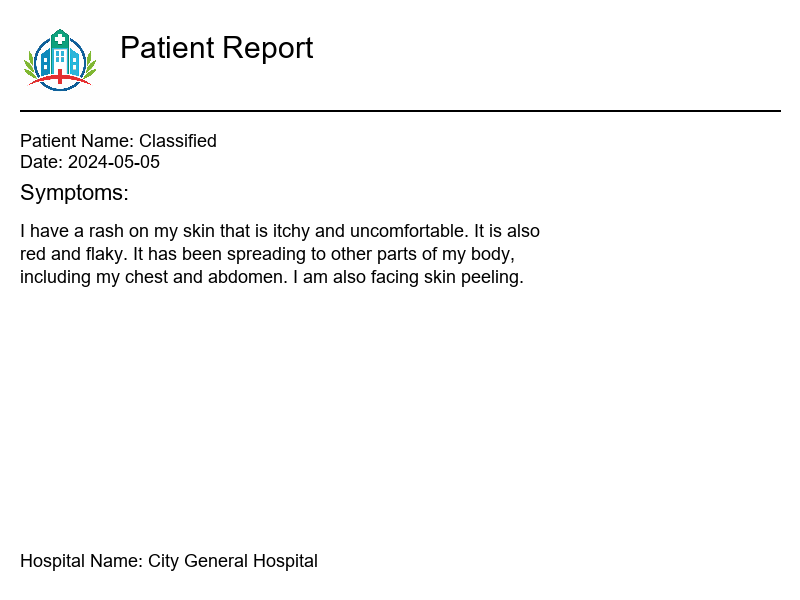 Patient Report
Patient Name: Classified
Date: 2024-05-05
Symptoms:
I have a rash on my skin that is itchy and uncomfortable. It is also
red and flaky. It has been spreading to other parts of my body,
including my chest and abdomen. I am also facing skin peeling.
Hospital Name: City General Hospital